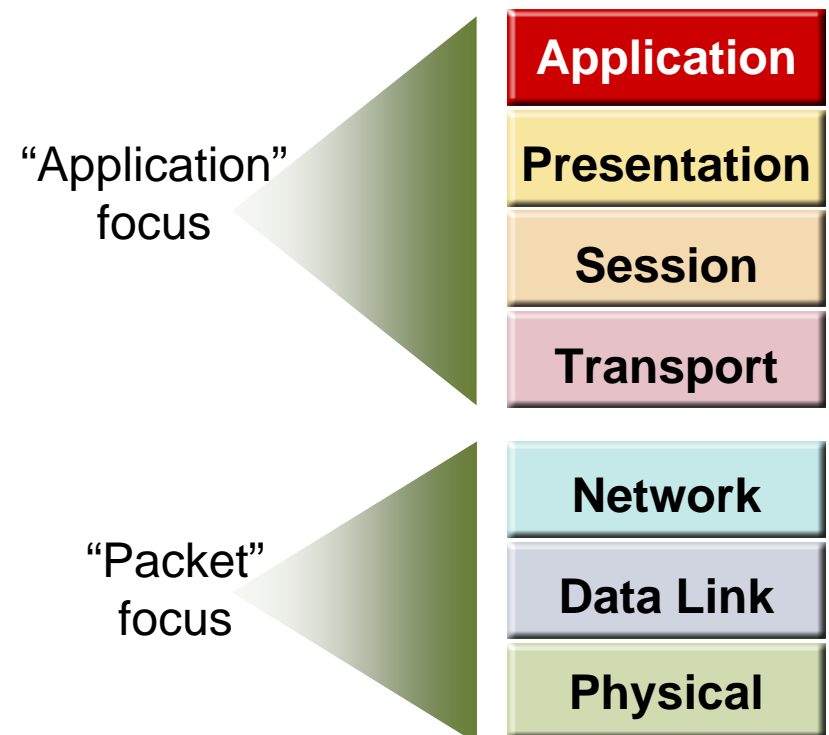 “Application”
focus
Application
Presentation
Session
Transport
“Packet”
focus
Network
Data Link
Physical